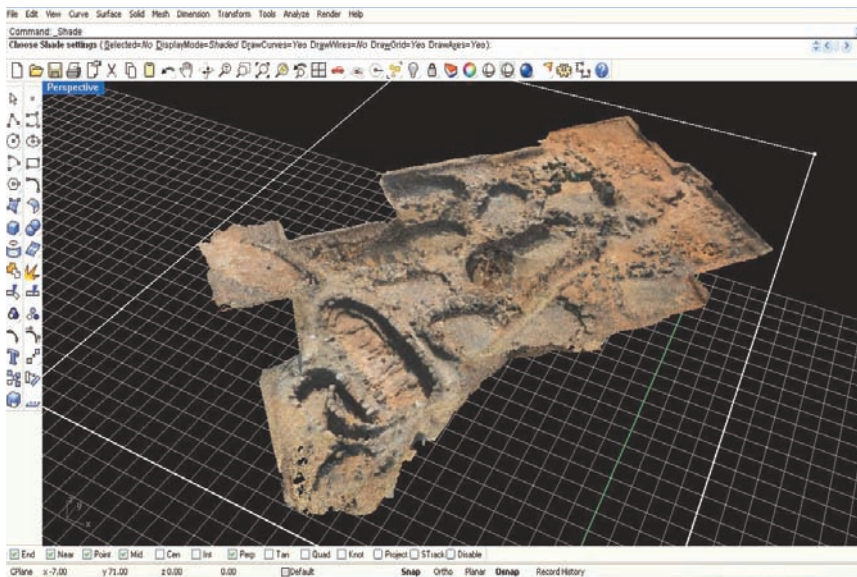 File Edit View Curve Surface Solid Mesh Dimension Transform Tools Analyze Render Help
Command: _Shade
Choose Shade settings (Selected=No DisplayMode=Shaded DrawCurves=Yes DrawWires=No DrawGrid=Yes DrawAxes=Yes):
Perspective
y
x
End Near Point Mid Cen Int Perp Tan Quad Knot Project STrack Disable
CPlane x -7.00 y 71.00 z 0.00 0.00 Default Snap Ortho Planar Osnap Record History